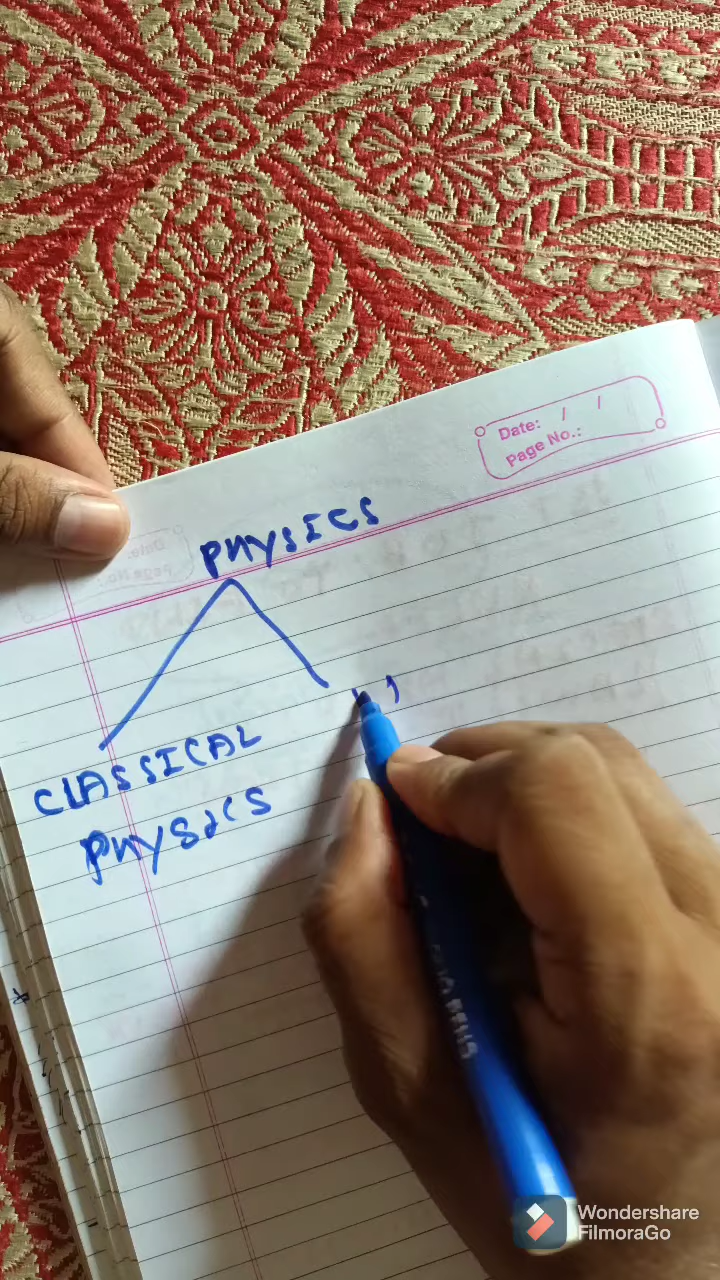 Date: / /
Page No.:
PHYSICS
CLASSICAL
PHYSICS
Wondershare
FilmoraGo